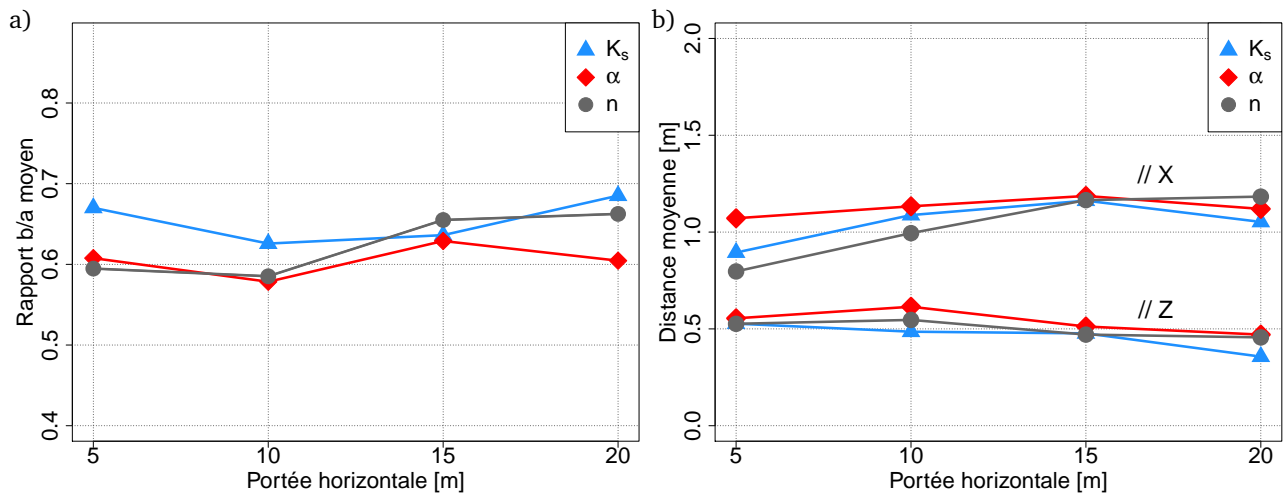 a)
Rapport b/a moyen
0.4
0.5
0.6
0.7
0.8
5
10
15
20
Portée horizontale [m]
Ks
α
n
b)
Distance moyenne [m]
0.0
0.5
1.0
1.5
2.0
5
10
15
20
Portée horizontale [m]
Ks
α
n
// X
// Z